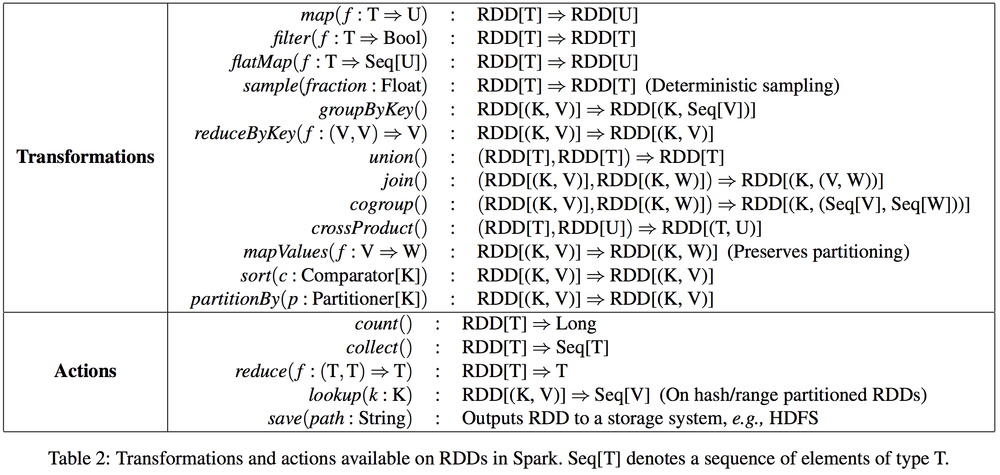 map(f : T ⇒ U) : RDD[T] ⇒ RDD[U]
filter(f : T ⇒ Bool) : RDD[T] ⇒ RDD[T]
flatMap(f : T ⇒ Seq[U]) : RDD[T] ⇒ RDD[U]
sample(fraction : Float) : RDD[T] ⇒ RDD[T] (Deterministic sampling)
groupByKey() : RDD[(K, V)] ⇒ RDD[(K, Seq[V])]
reduceByKey(f : (V,V) ⇒ V) : RDD[(K, V)] ⇒ RDD[(K, V)]
Transformations union() : (RDD[T],RDD[T]) ⇒ RDD[T]
join() : (RDD[(K, V)],RDD[(K, W)]) ⇒ RDD[(K, (V, W))]
cogroup() : (RDD[(K, V)],RDD[(K, W)]) ⇒ RDD[(K, (Seq[V], Seq[W]))]
crossProduct() : (RDD[T],RDD[U]) ⇒ RDD[(T, U)]
mapValues(f : V ⇒ W) : RDD[(K, V)] ⇒ RDD[(K, W)] (Preserves partitioning)
sort(c : Comparator[K]) : RDD[(K, V)] ⇒ RDD[(K, V)]
partitionBy(p : Partitioner[K]) : RDD[(K, V)] ⇒ RDD[(K, V)]
count() : RDD[T] ⇒ Long
collect() : RDD[T] ⇒ Seq[T]
Actions reduce(f : (T,T) ⇒ T) : RDD[T] ⇒ T
lookup(k : K) : RDD[(K, V)] ⇒ Seq[V] (On hash/range partitioned RDDs)
save(path : String) : Outputs RDD to a storage system, e.g., HDFS
Table 2: Transformations and actions available on RDDs in Spark. Seq[T] denotes a sequence of elements of type T.